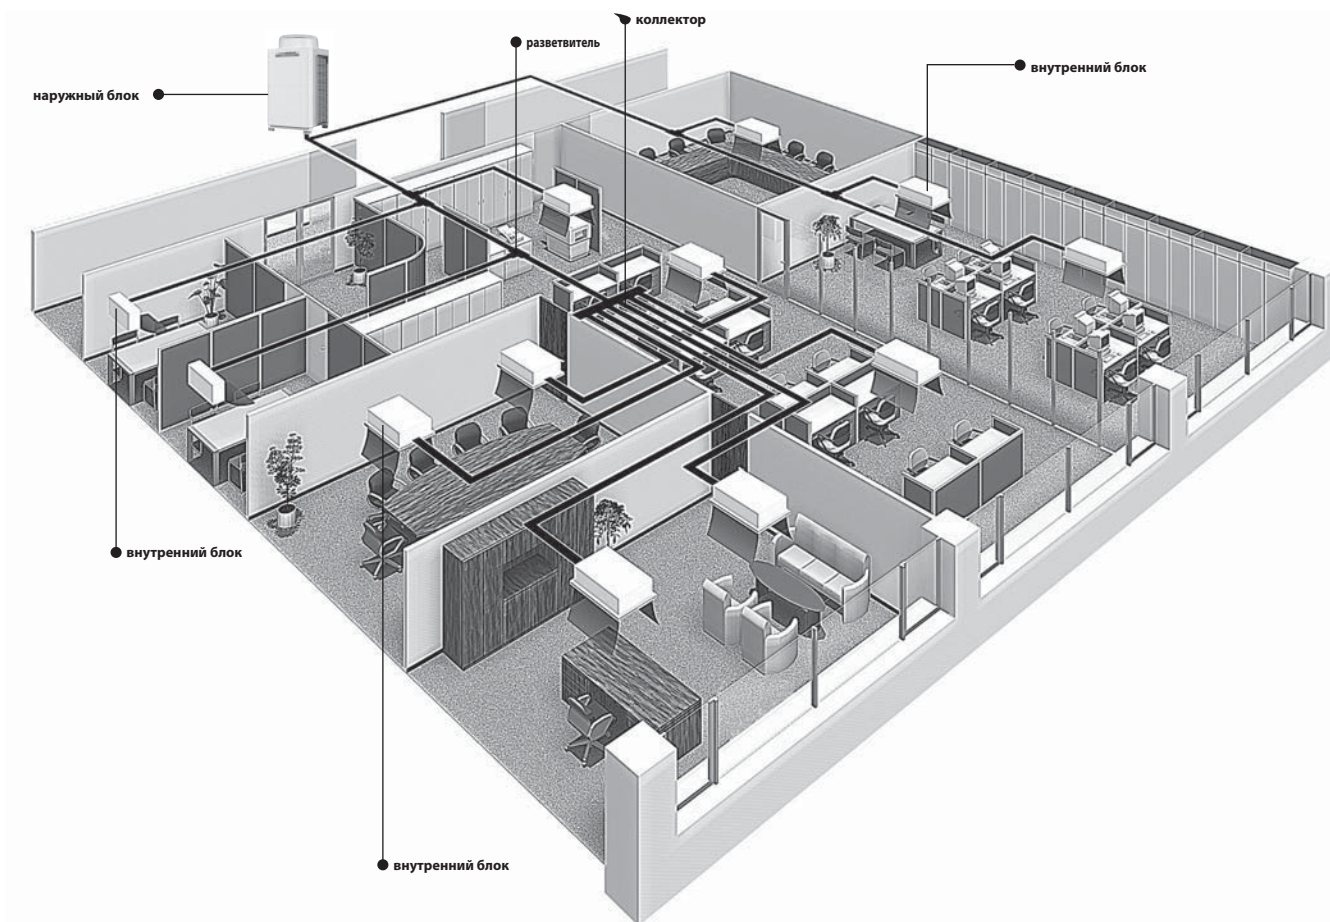 коллектор
разветвитель
внутренний блок
наружный блок
внутренний блок
внутренний блок